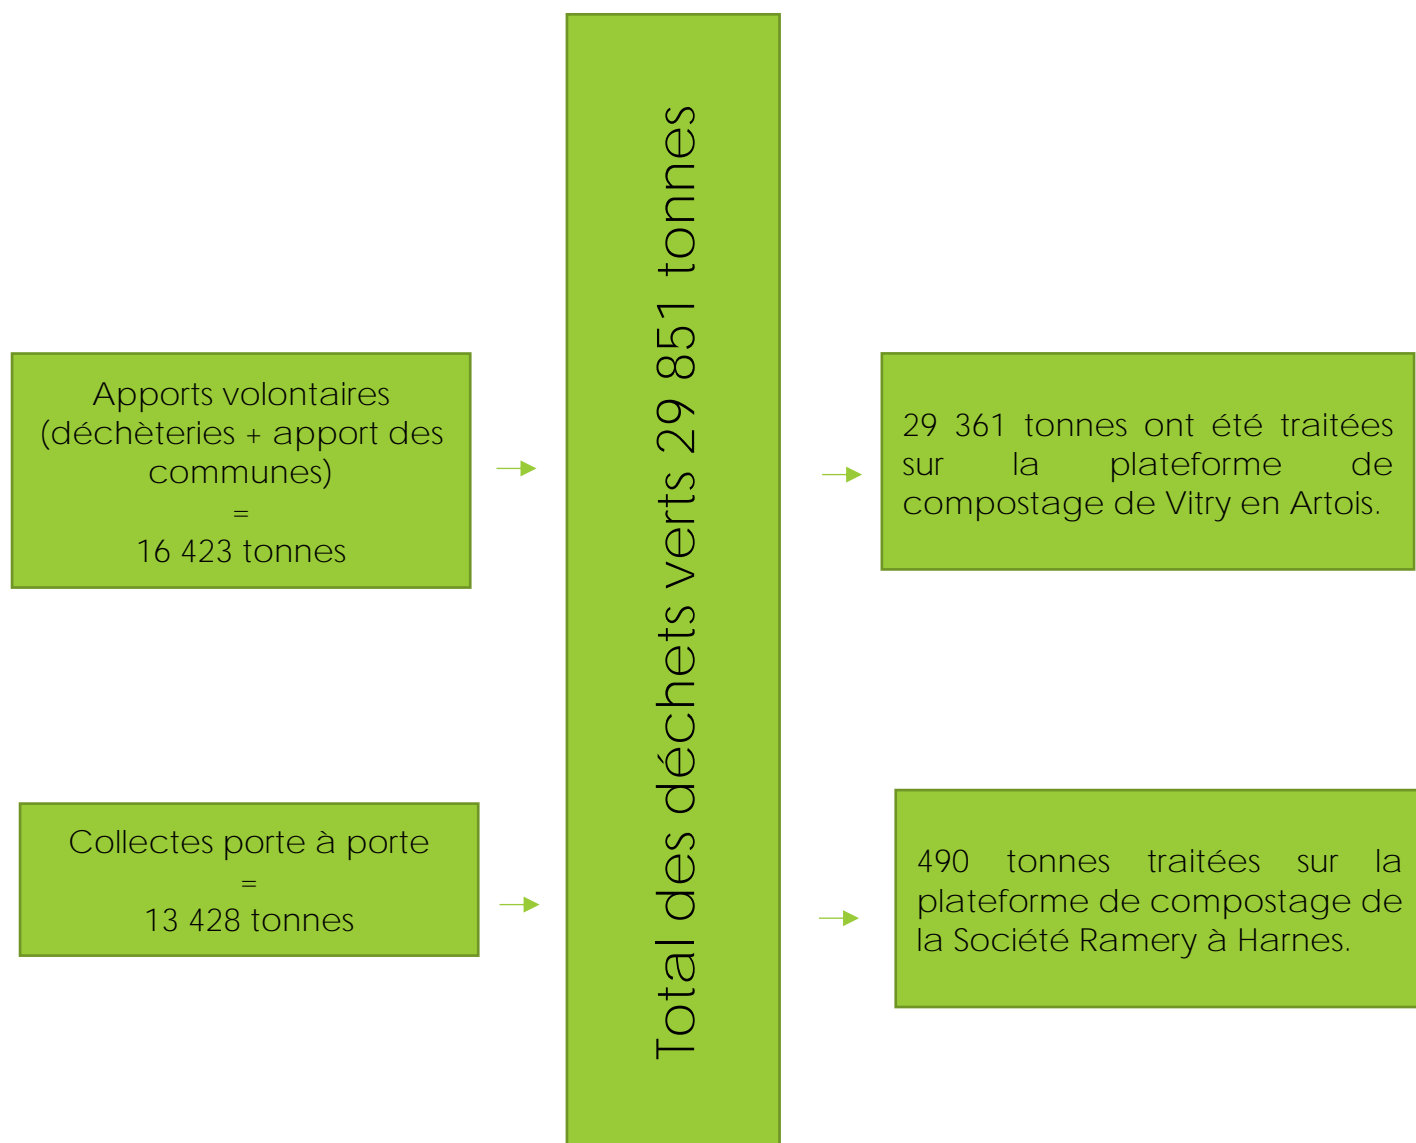 Apports volontaires
(déchèteries + apport des
communes)
=
16 423 tonnes
Collectes porte à porte
=
13 428 tonnes
Total des déchets verts 29 851 tonnes
29 361 tonnes ont été traitées
sur la plateforme de
compostage de Vitry en Artois.
490 tonnes traitées sur la
plateforme de compostage de
la Société Ramery à Harnes.